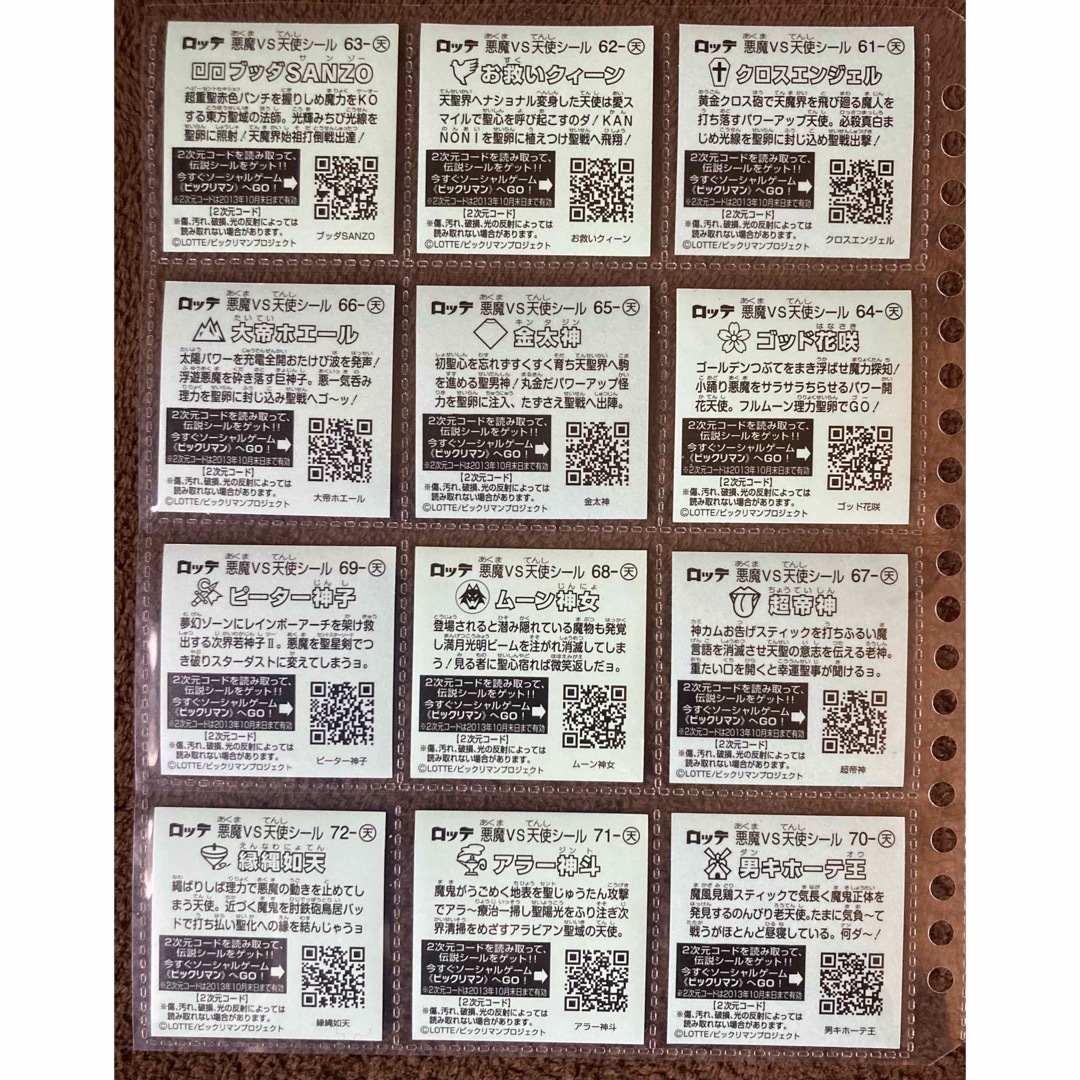 ロッテ 悪魔VS天使シール 63-天
ブッダSANZO
超重聖赤色パンチを握りしめ魔力をKO
する東方聖域の法師。光輝みちび光線を
聖卵に照射！天魔界始祖打倒戦出達！
2次元コードを読み取って、
伝説シールをゲット！！
今すぐソーシャルゲーム
《ビックリマン》へGO！
※2次元コードは2013年10月末日まで有効
【2次元コード】
※傷、汚れ、破損、光の反射によっては
読み取れない場合があります。
ブッダSANZO
©LOTTE/ビックリマンプロジェクト
ロッテ 悪魔VS天使シール 62-天
お救いクィーン
天聖界へナショナル変身した天使は愛ス
マイルで聖心を呼び起こすのダ！KAN
NON Iを聖卵に植えつけ聖戦へ飛翔！
2次元コードを読み取って、
伝説シールをゲット！！
今すぐソーシャルゲーム
《ビックリマン》へGO！
※2次元コードは2013年10月末日まで有効
【2次元コード】
※傷、汚れ、破損、光の反射によっては
読み取れない場合があります。
お救いクィーン
©LOTTE/ビックリマンプロジェクト
ロッテ 悪魔VS天使シール 61-天
クロスエンジェル
黄金クロス砲で天魔界を飛び廻る魔人を
打ち落すパワーアップ天使。必殺真白ま
じめ光線を聖卵に封じ込め聖戦出撃！
2次元コードを読み取って、
伝説シールをゲット！！
今すぐソーシャルゲーム
《ビックリマン》へGO！
※2次元コードは2013年10月末日まで有効
【2次元コード】
※傷、汚れ、破損、光の反射によっては
読み取れない場合があります。
クロスエンジェル
©LOTTE/ビックリマンプロジェクト
ロッテ 悪魔VS天使シール 66-天
大帝ホエール
太陽パワーを充電全開おたけび波を発声！
浮遊悪魔を砕き落す巨神子。悪一気呑み
理力を聖卵に封じ込め聖戦へゴ〜ッ！
2次元コードを読み取って、
伝説シールをゲット！！
今すぐソーシャルゲーム
《ビックリマン》へGO！
※2次元コードは2013年10月末日まで有効
【2次元コード】
※傷、汚れ、破損、光の反射によっては
読み取れない場合があります。
大帝ホエール
©LOTTE/ビックリマンプロジェクト
ロッテ 悪魔VS天使シール 65-天
金太神
初聖心を忘れずすくすく育ち天聖界へ駒
を進める聖男神！丸金だパワーアップ怪
力を聖卵に注入、たずさえ聖戦へ出陣。
2次元コードを読み取って、
伝説シールをゲット！！
今すぐソーシャルゲーム
《ビックリマン》へGO！
※2次元コードは2013年10月末日まで有効
【2次元コード】
※傷、汚れ、破損、光の反射によっては
読み取れない場合があります。
金太神
©LOTTE/ビックリマンプロジェクト
ロッテ 悪魔VS天使シール 64-天
ゴッド花咲
ゴールデンつぶてをまき浮ばせ魔力探知！
小踊り悪魔をサラサラちらせるパワー開
花天使。フルムーン理力聖卵でGO！
2次元コードを読み取って、
伝説シールをゲット！！
今すぐソーシャルゲーム
《ビックリマン》へGO！
※2次元コードは2013年10月末日まで有効
【2次元コード】
※傷、汚れ、破損、光の反射によっては
読み取れない場合があります。
ゴッド花咲
©LOTTE/ビックリマンプロジェクト
ロッテ 悪魔VS天使シール 69-天
ピーター神子
夢幻ゾーンにレインボーアーチを架け救
出する次界若神子Ⅱ。悪魔を聖星剣でつ
き破りスターダストに変えてしまうョ。
2次元コードを読み取って、
伝説シールをゲット！！
今すぐソーシャルゲーム
《ビックリマン》へGO！
※2次元コードは2013年10月末日まで有効
【2次元コード】
※傷、汚れ、破損、光の反射によっては
読み取れない場合があります。
ピーター神子
©LOTTE/ビックリマンプロジェクト
ロッテ 悪魔VS天使シール 68-天
ムーン神女
登場されると潜み隠れている魔物も発覚
し満月光明ビームを注がれ消滅してしま
う！見る者に聖心宿れば微笑返しだョ。
2次元コードを読み取って、
伝説シールをゲット！！
今すぐソーシャルゲーム
《ビックリマン》へGO！
※2次元コードは2013年10月末日まで有効
【2次元コード】
※傷、汚れ、破損、光の反射によっては
読み取れない場合があります。
ムーン神女
©LOTTE/ビックリマンプロジェクト
ロッテ 悪魔VS天使シール 67-天
超帝神
神カムお告げスティックを打ちふるい魔
言語を消滅させ天聖の意志を伝える老神。
重たい口を開くと幸運聖事が聞けるョ。
2次元コードを読み取って、
伝説シールをゲット！！
今すぐソーシャルゲーム
《ビックリマン》へGO！
※2次元コードは2013年10月末日まで有効
【2次元コード】
※傷、汚れ、破損、光の反射によっては
読み取れない場合があります。
超帝神
©LOTTE/ビックリマンプロジェクト
ロッテ 悪魔VS天使シール 72-天
縁縄如天
縄ばりしば理力で悪魔の動きを止めてし
まう天使。近づく魔鬼を肘鉄砲鳥居バッ
ドで打ち払い聖化への縁を結んじゃうョ
2次元コードを読み取って、
伝説シールをゲット！！
今すぐソーシャルゲーム
《ビックリマン》へGO！
※2次元コードは2013年10月末日まで有効
【2次元コード】
※傷、汚れ、破損、光の反射によっては
読み取れない場合があります。
縁縄如天
©LOTTE/ビックリマンプロジェクト
ロッテ 悪魔VS天使シール 71-天
アラー神斗
魔鬼がうごめく地表を聖じゅうたん攻撃
でアラ〜療治一掃し聖陽光をふり注ぎ次
界清掃をめざすアラビアン聖域の天使。
2次元コードを読み取って、
伝説シールをゲット！！
今すぐソーシャルゲーム
《ビックリマン》へGO！
※2次元コードは2013年10月末日まで有効
【2次元コード】
※傷、汚れ、破損、光の反射によっては
読み取れない場合があります。
アラー神斗
©LOTTE/ビックリマンプロジェクト
ロッテ 悪魔VS天使シール 70-天
男キホーテ王
魔風見鶏スティックで気長く魔鬼正体を
発見するのんびり老天使。たまに気負〜て
戦うがほとんど昼寝している。何ダ〜！
2次元コードを読み取って、
伝説シールをゲット！！
今すぐソーシャルゲーム
《ビックリマン》へGO！
※2次元コードは2013年10月末日まで有効
【2次元コード】
※傷、汚れ、破損、光の反射によっては
読み取れない場合があります。
男キホーテ王
©LOTTE/ビックリマンプロジェクト